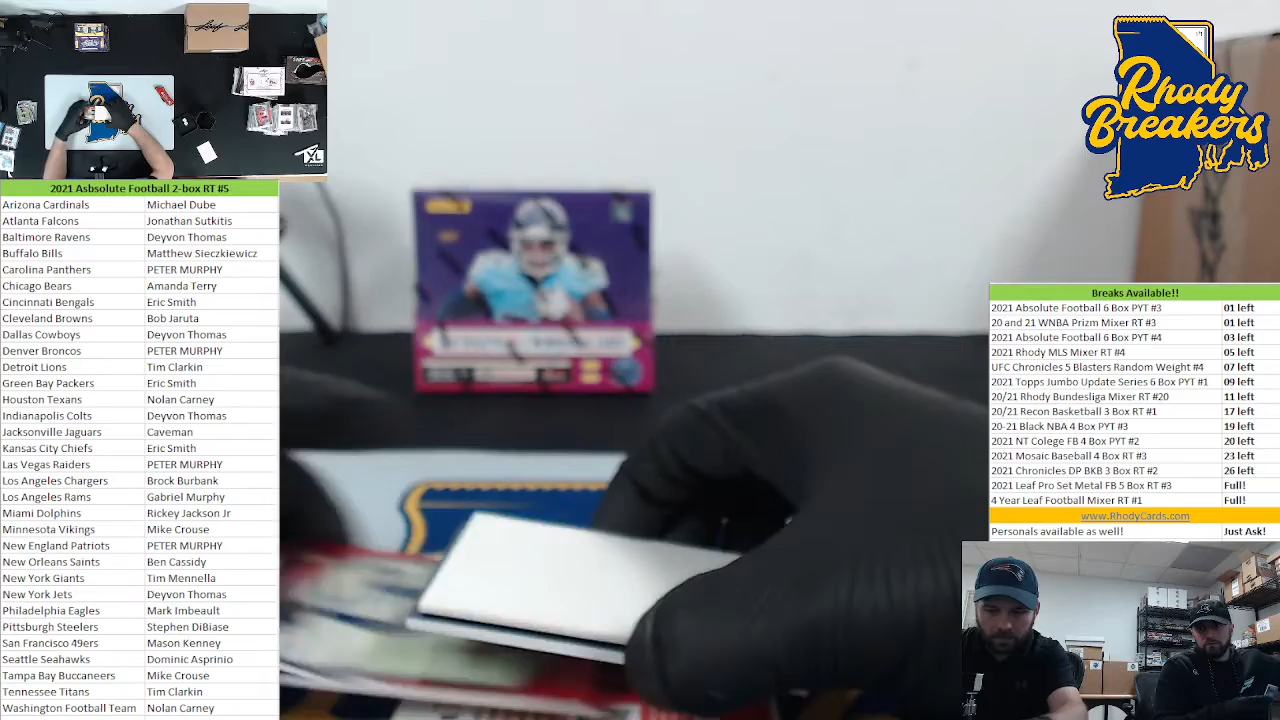 Rhody
Breakers
2021 Asbsolute Football 2-box RT #5
Arizona Cardinals Michael Dube
Atlanta Falcons Jonathan Sutkitis
Baltimore Ravens Deyvon Thomas
Buffalo Bills Matthew Sieczkiewicz
Carolina Panthers PETER MURPHY
Chicago Bears Amanda Terry
Cincinnati Bengals Eric Smith
Cleveland Browns Bob Jaruta
Dallas Cowboys Deyvon Thomas
Denver Broncos PETER MURPHY
Detroit Lions Tim Clarkin
Green Bay Packers Eric Smith
Houston Texans Nolan Carney
Indianapolis Colts Deyvon Thomas
Jacksonville Jaguars Caveman
Kansas City Chiefs Eric Smith
Las Vegas Raiders PETER MURPHY
Los Angeles Chargers Brock Burbank
Los Angeles Rams Gabriel Murphy
Miami Dolphins Rickey Jackson Jr
Minnesota Vikings Mike Crouse
New England Patriots PETER MURPHY
New Orleans Saints Ben Cassidy
New York Giants Tim Mennella
New York Jets Deyvon Thomas
Philadelphia Eagles Mark Imbeault
Pittsburgh Steelers Stephen DiBiase
San Francisco 49ers Mason Kenney
Seattle Seahawks Dominic Asprinio
Tampa Bay Buccaneers Mike Crouse
Tennessee Titans Tim Clarkin
Washington Football Team Nolan Carney
Breaks Available!!
2021 Absolute Football 6 Box PYT #3 01 left
20 and 21 WNBA Prizm Mixer RT #3 01 left
2021 Absolute Football 6 Box PYT #4 03 left
2021 Rhody MLS Mixer RT #4 05 left
UFC Chronicles 5 Blasters Random Weight #4 07 left
2021 Topps Jumbo Update Series 6 Box PYT #1 09 left
20/21 Rhody Bundesliga Mixer RT #20 11 left
20/21 Recon Basketball 3 Box RT #1 17 left
20-21 Black NBA 4 Box PYT #3 19 left
2021 NT Colege FB 4 Box PYT #2 20 left
2021 Mosaic Baseball 4 Box RT #3 23 left
2021 Chronicles DP BKB 3 Box RT #2 26 left
2021 Leaf Pro Set Metal FB 5 Box RT #3 Full!
4 Year Leaf Football Mixer RT #1 Full!
www.RhodyCards.com
Personals available as well! Just Ask!